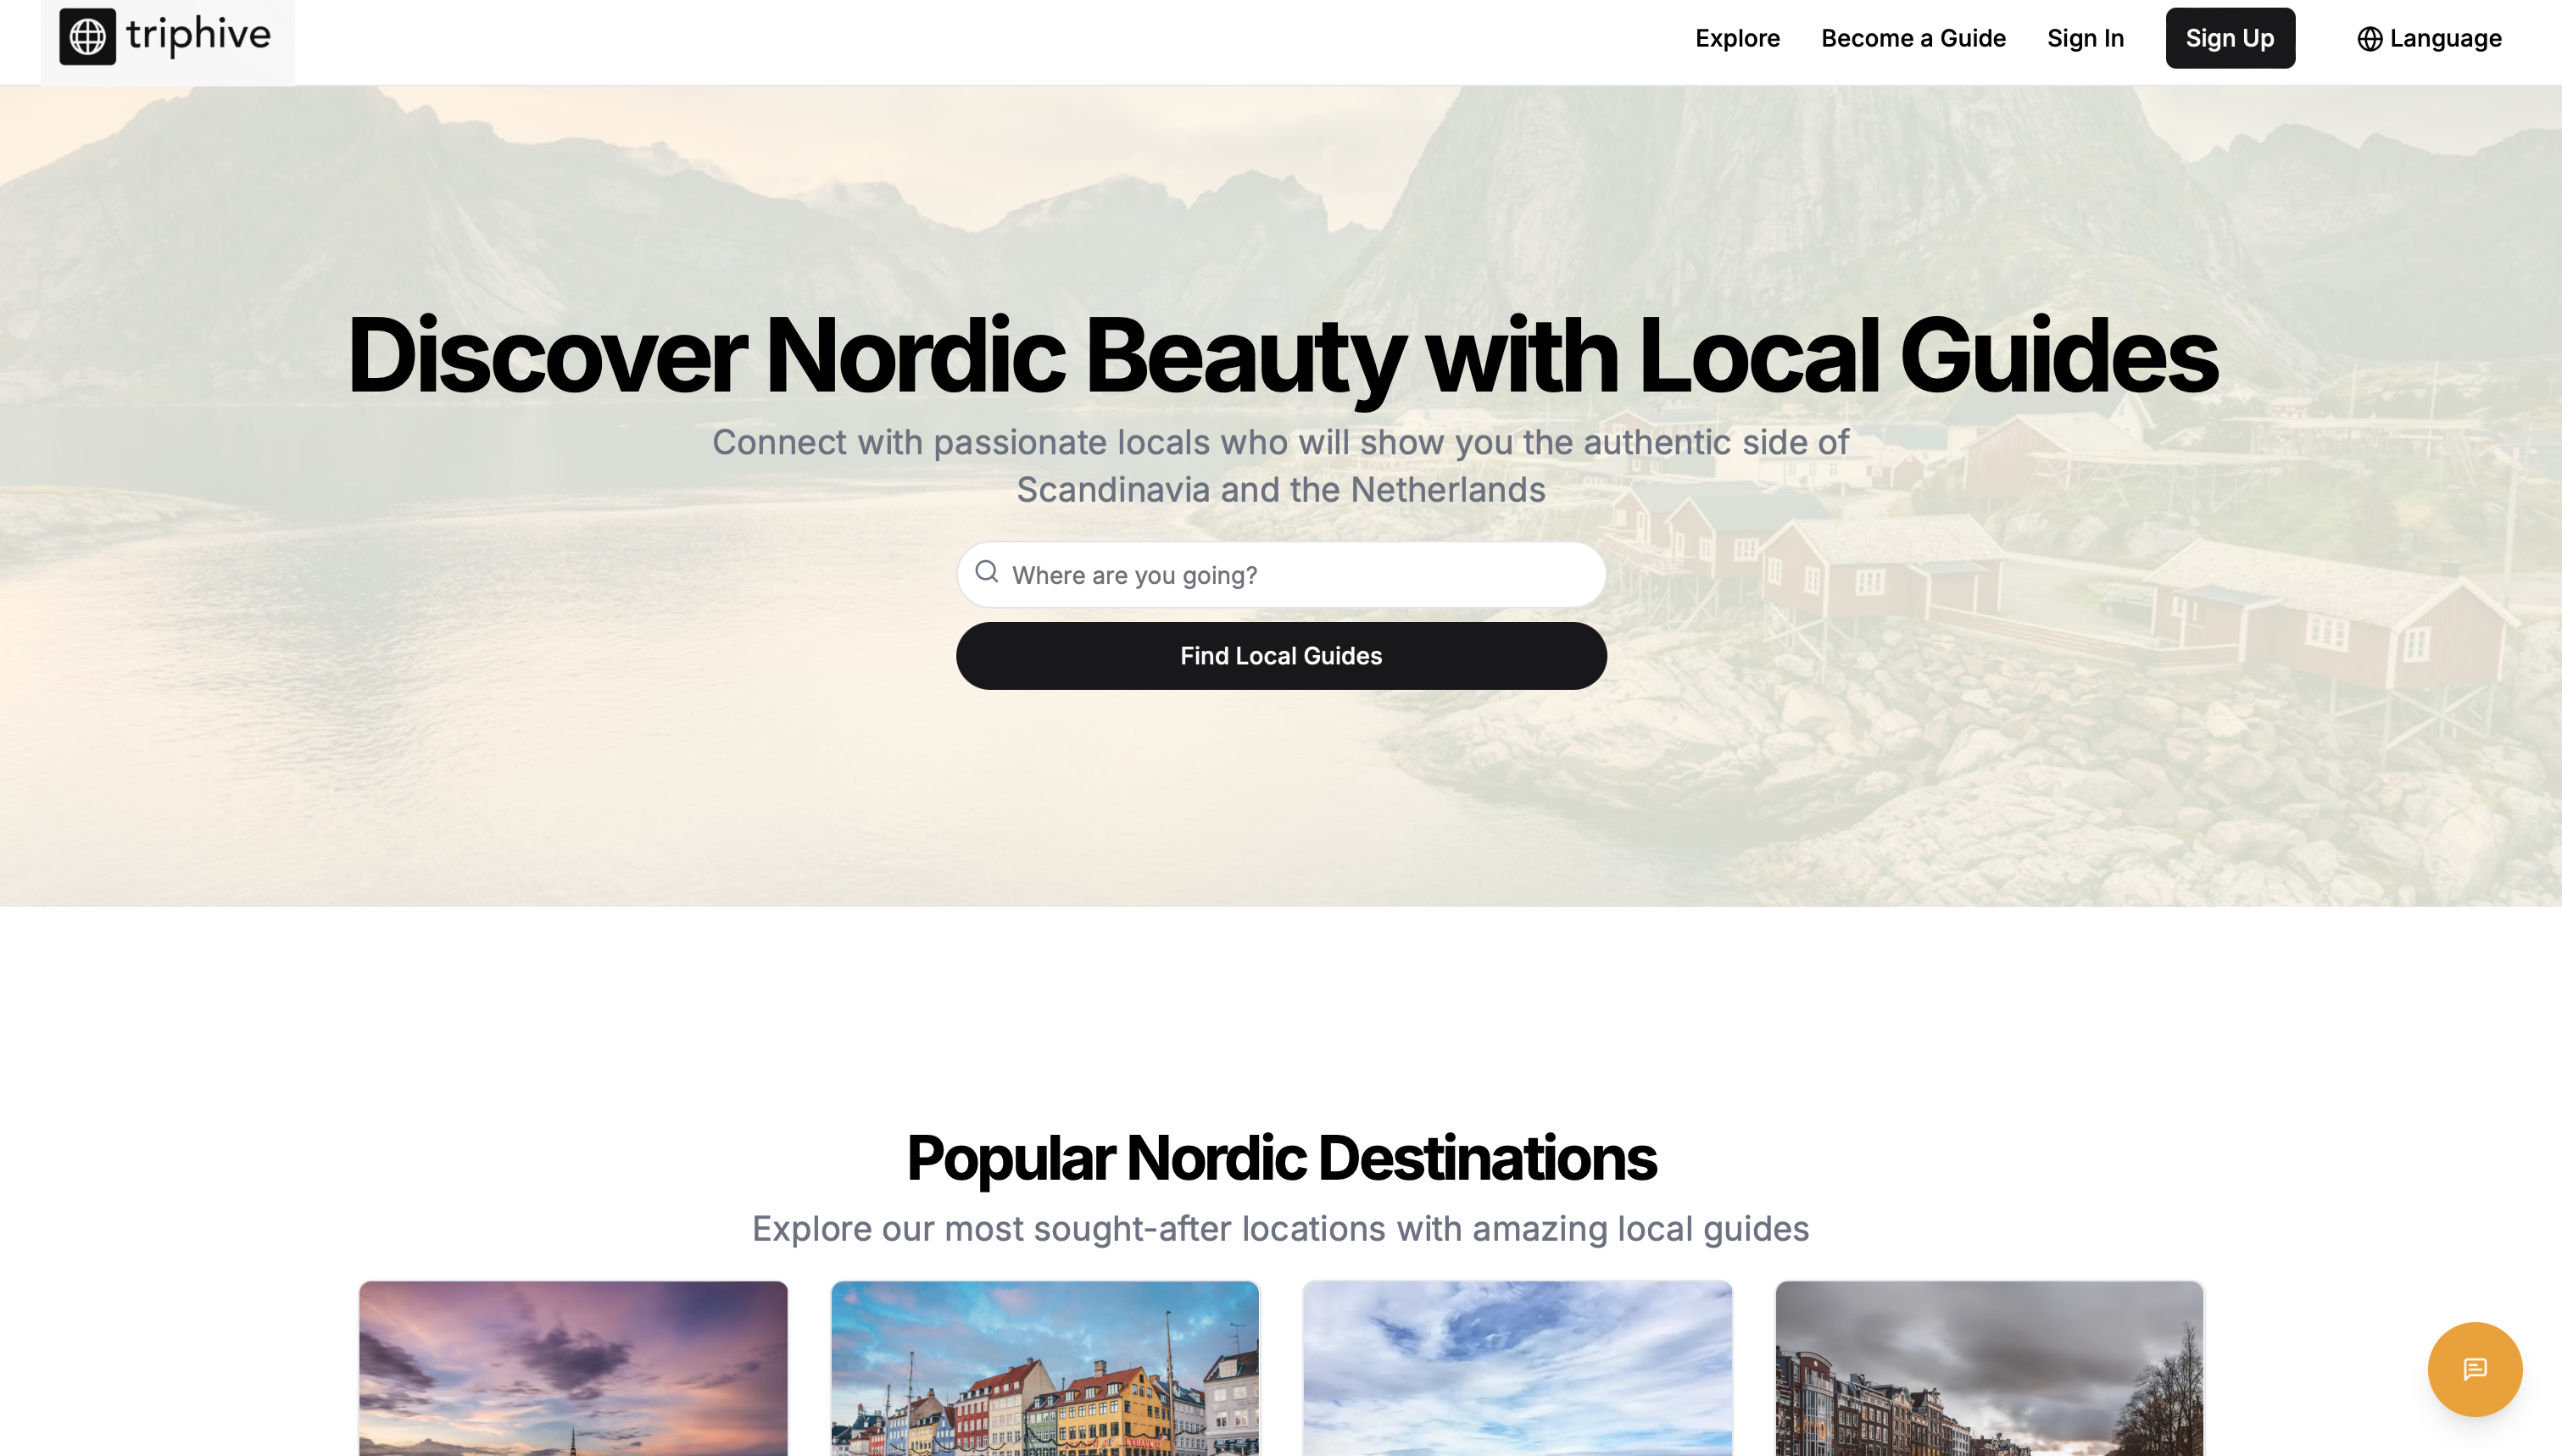 triphive
Explore
Become a Guide
Sign In
Sign Up
Language
Discover Nordic Beauty with Local Guides
Connect with passionate locals who will show you the authentic side of
Scandinavia and the Netherlands
Where are you going?
Find Local Guides
Popular Nordic Destinations
Explore our most sought-after locations with amazing local guides